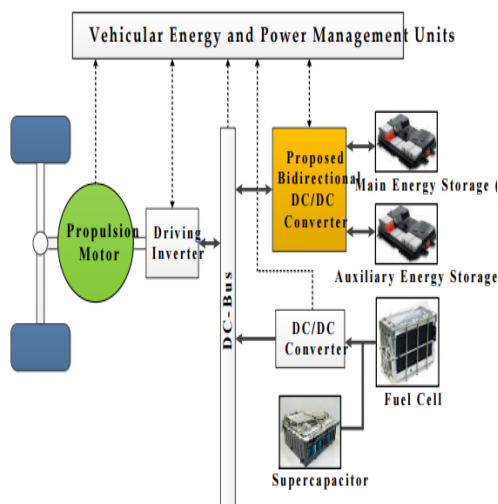 Vehicular Energy and Power Management Units
Proposed
Bidirectional
DC/DC
Converter
Main Energy Storage (
Propulsion
Motor
Driving
Inverter
DC-Bus
Auxiliary Energy Storage
DC/DC
Converter
Fuel Cell
Supercapacitor